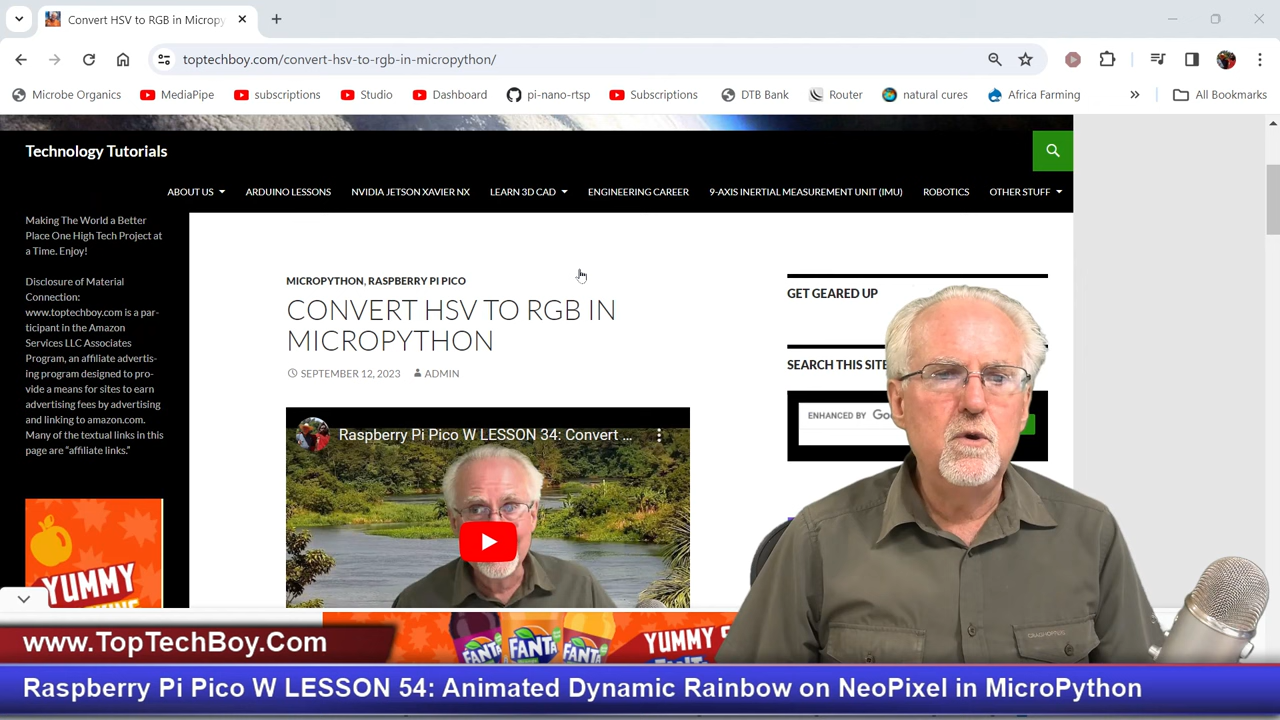 Convert HSV to RGB in Microp
toptechboy.com/convert-hsv-to-rgb-in-micropython/
Microbe Organics
MediaPipe
subscriptions
Studio
Dashboard
pi-nano-rtsp
Subscriptions
DTB Bank
Router
natural cures
Africa Farming
All Bookmarks
Technology Tutorials
ABOUT US
ARDUINO LESSONS
NVIDIA JETSON XAVIER NX
LEARN 3D CAD
ENGINEERING CAREER
9-AXIS INERTIAL MEASUREMENT UNIT (IMU)
ROBOTICS
OTHER STUFF
Making The World a Better
Place One High Tech Project at
a Time. Enjoy!
Disclosure of Material
Connection:
www.toptechboy.com is a par-
ticipant in the Amazon
Services LLC Associates
Program, an affiliate advertis-
ing program designed to pro-
vide a means for sites to earn
advertising fees by advertising
and linking to amazon.com.
Many of the textual links in this
page are “affiliate links.”
YUMMY
MICROPYTHON, RASPBERRY PI PICO
CONVERT HSV TO RGB IN
MICROPYTHON
SEPTEMBER 12, 2023
ADMIN
Raspberry Pi Pico W LESSON 34: Convert ...
GET GEARED UP
SEARCH THIS SITE
ENHANCED BY Goo
FANTA
FANTA
FANTA
YUMMY
www.TopTechBoy.Com
Raspberry Pi Pico W LESSON 54: Animated Dynamic Rainbow on NeoPixel in MicroPython